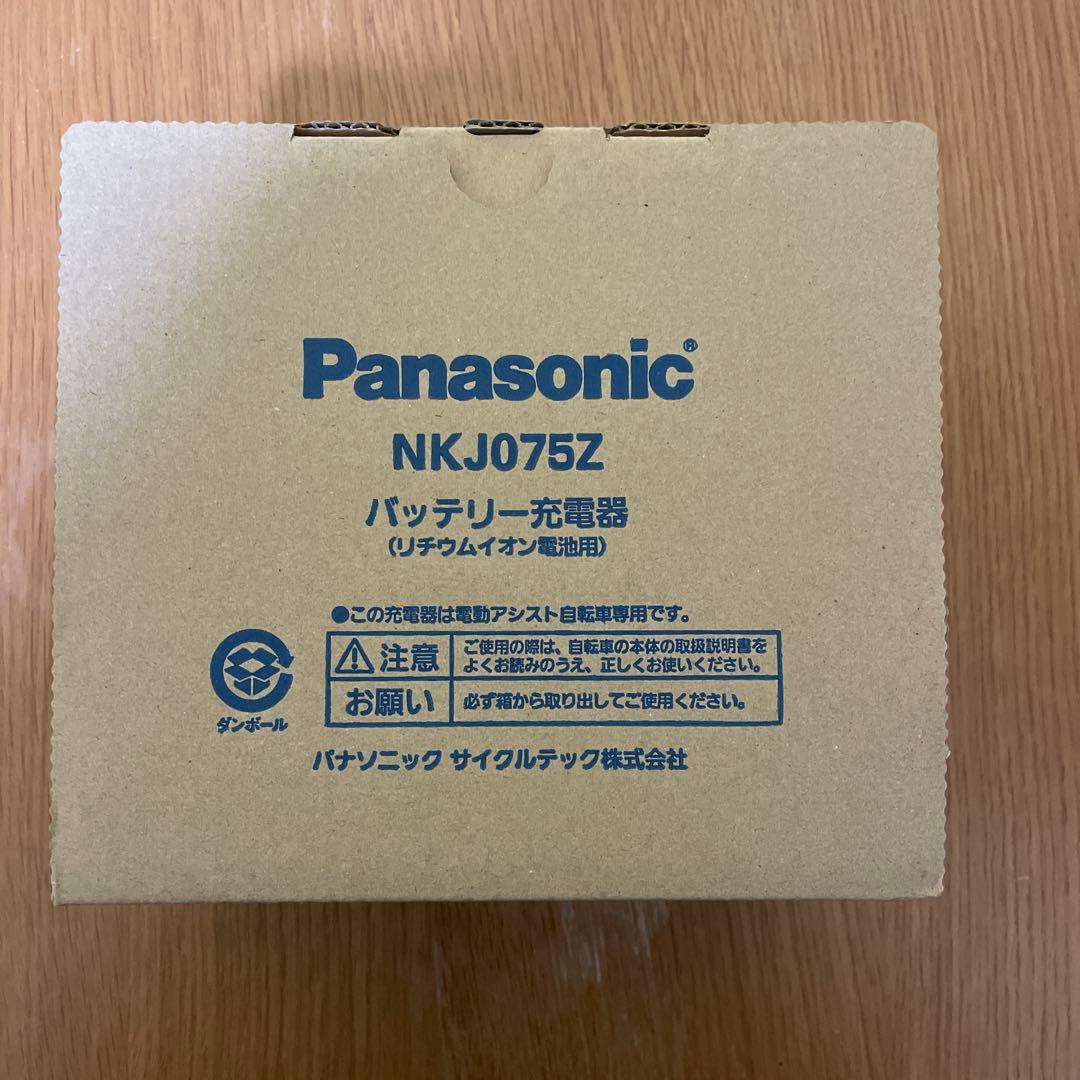 Panasonic®
NKJ075Z
バッテリー充電器
(リチウムイオン電池用)
●この充電器は電動アシスト自転車専用です。
注意
ご使用の際は、自転車の本体の取扱説明書を
よくお読みのうえ、正しくお使いください。
お願い
必ず箱から取り出してご使用ください。
ダンボール
パナソニック サイクルテック株式会社